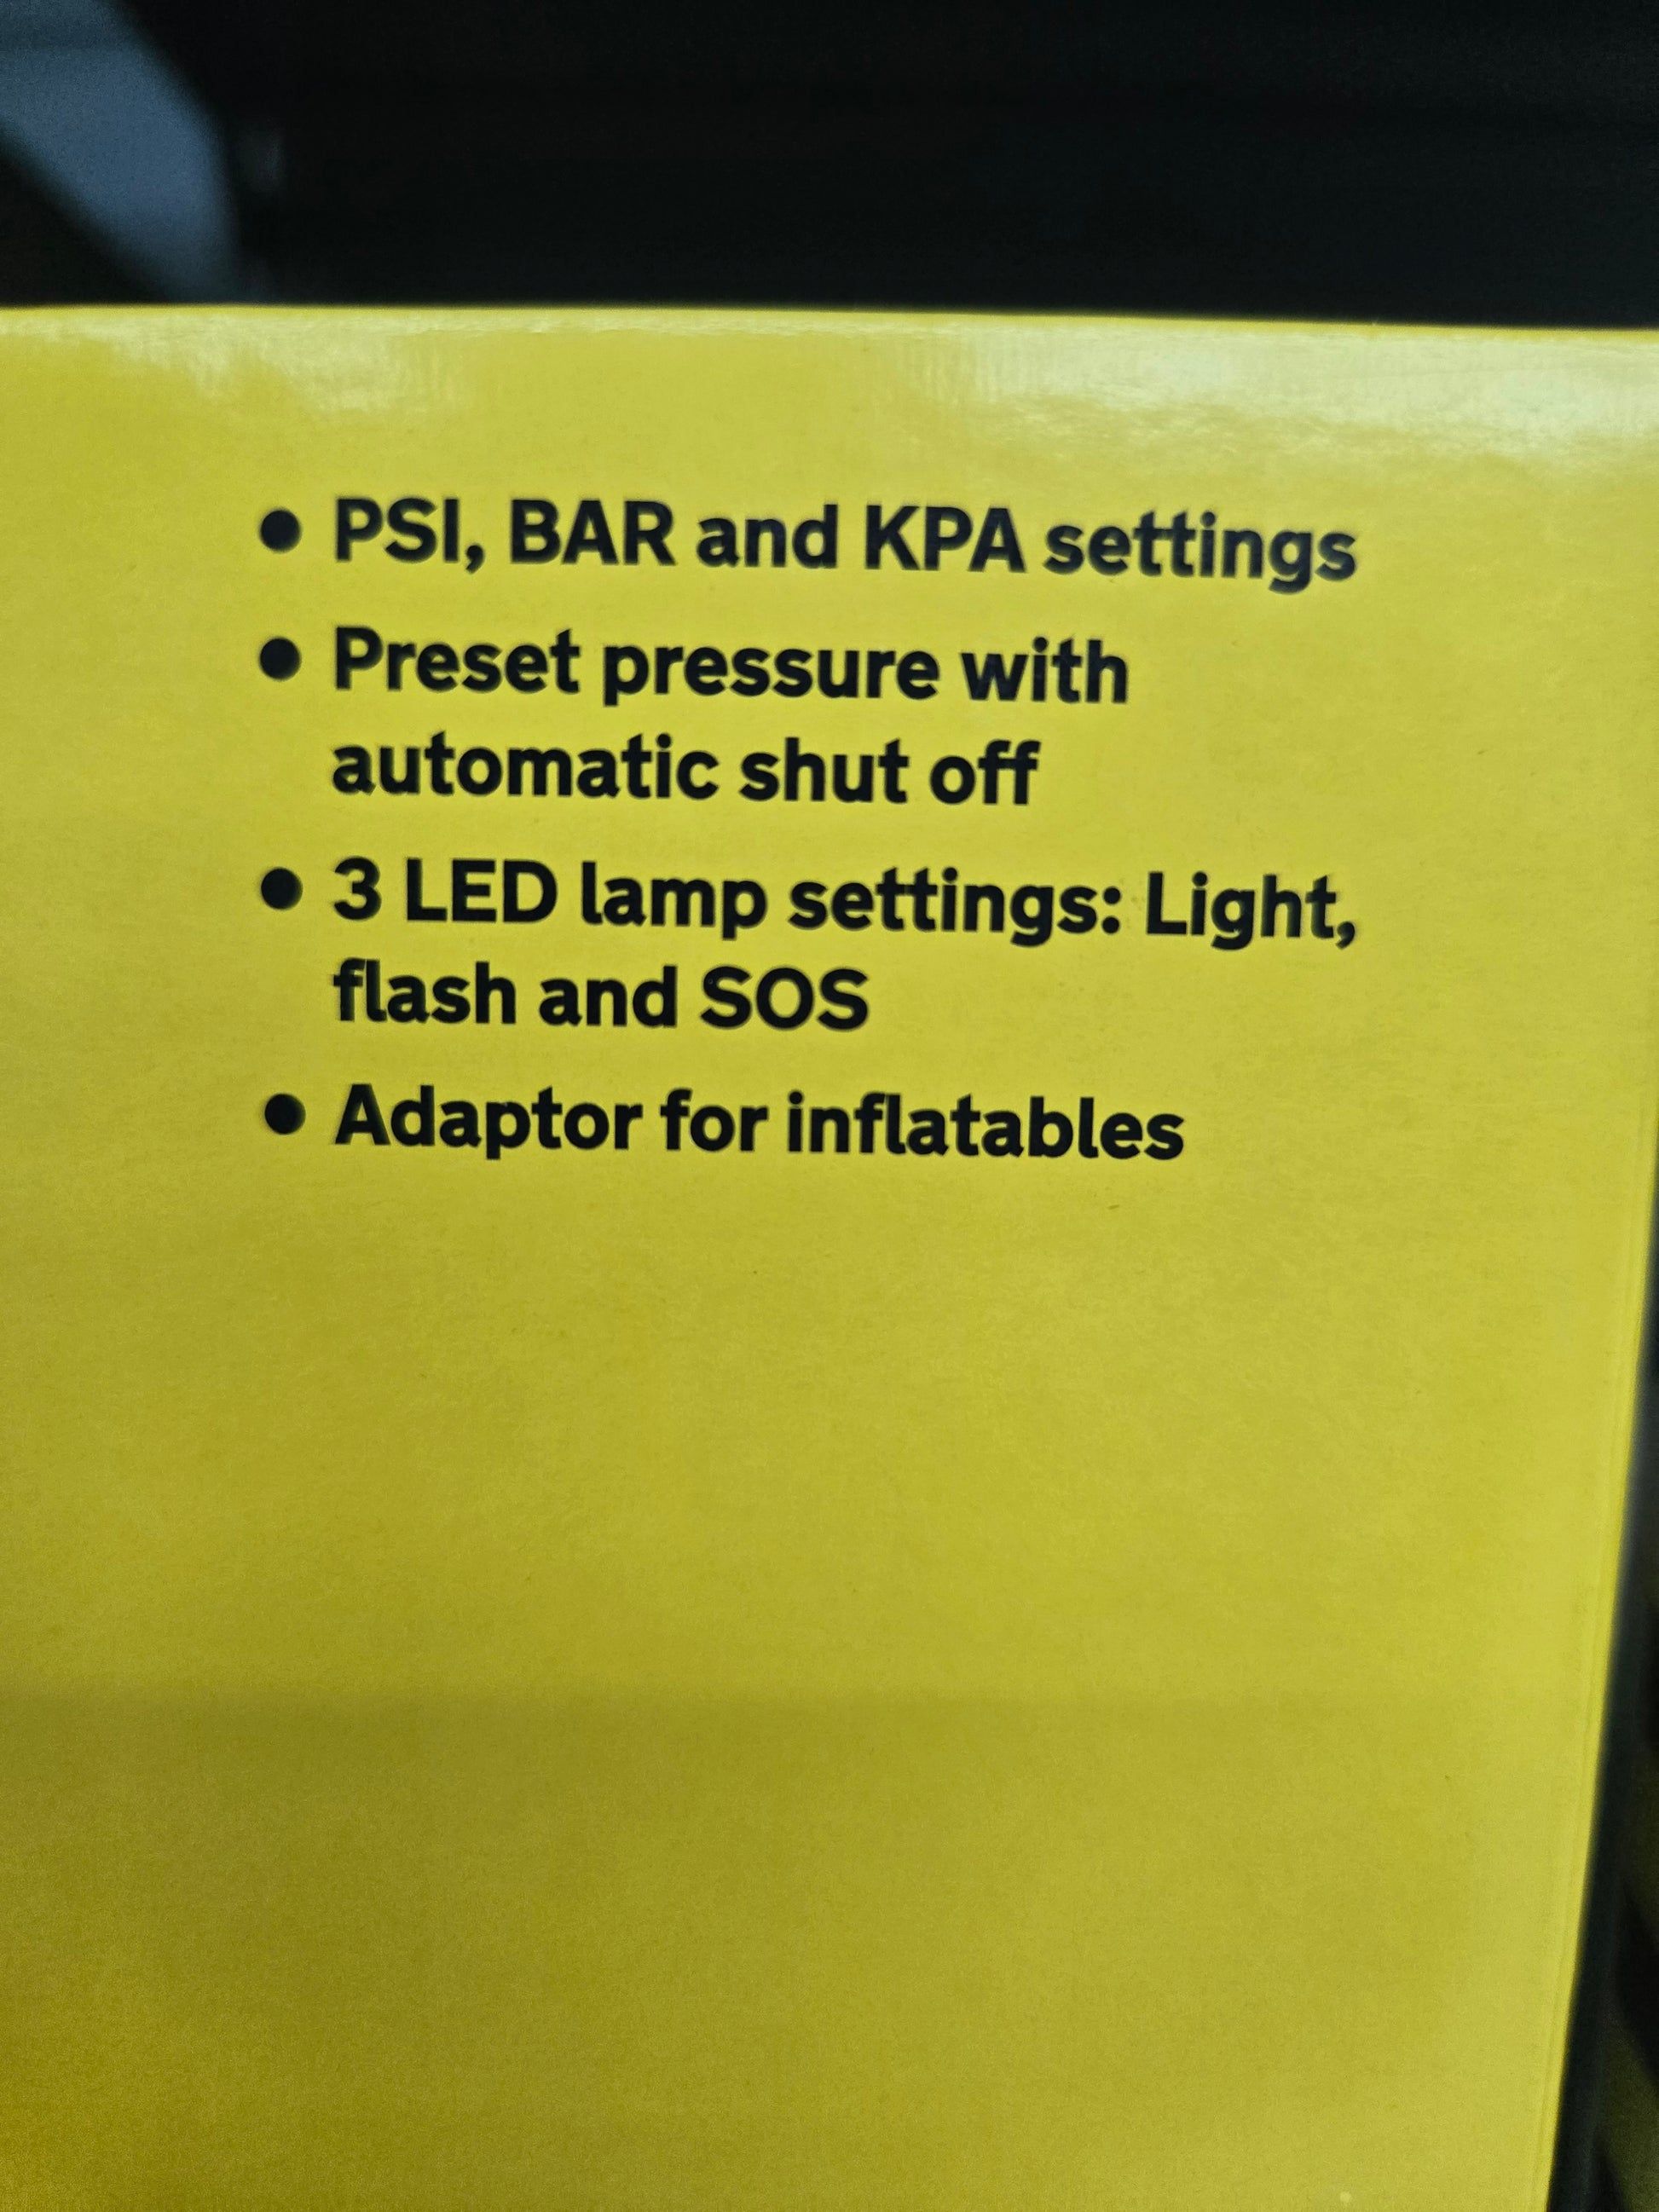 • PSI, BAR and KPA settings
• Preset pressure with
automatic shut off
• 3 LED lamp settings: Light,
flash and SOS
• Adaptor for inflatables